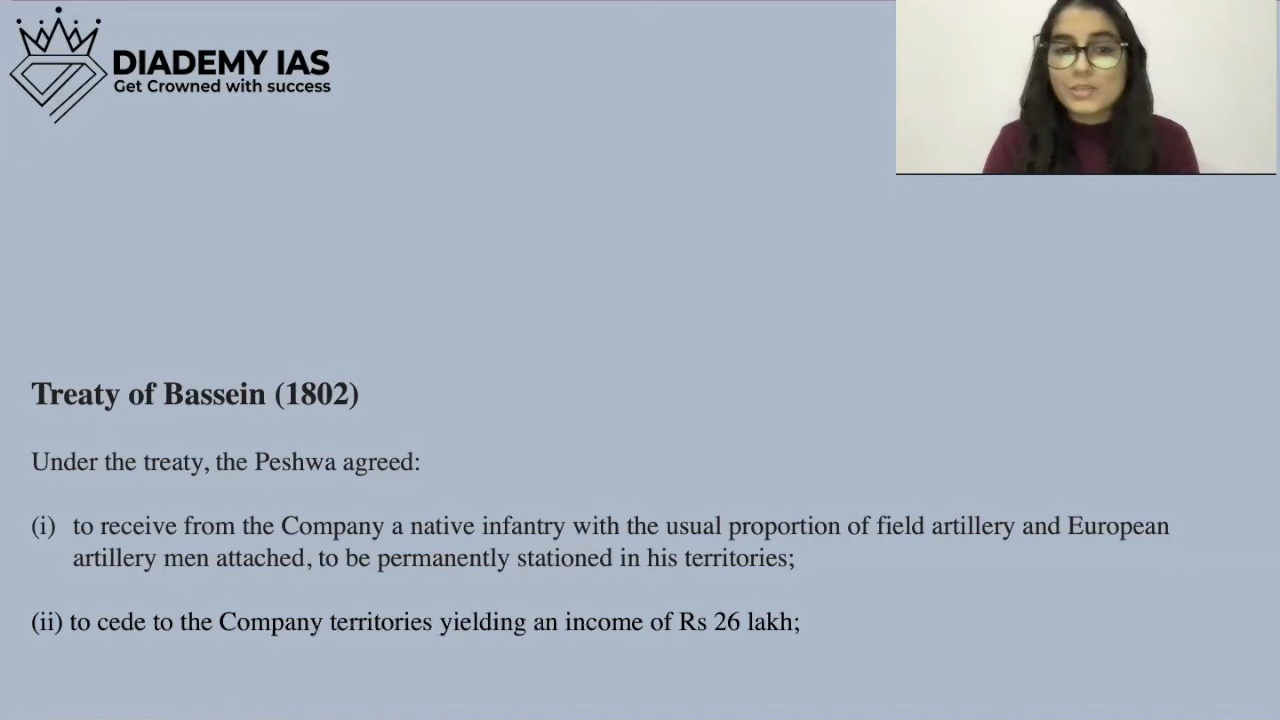 DIADEMY IAS
Get Crowned with success
Treaty of Bassein (1802)
Under the treaty, the Peshwa agreed:
(i) to receive from the Company a native infantry with the usual proportion of field artillery and European
artillery men attached, to be permanently stationed in his territories;
(ii) to cede to the Company territories yielding an income of Rs 26 lakh;